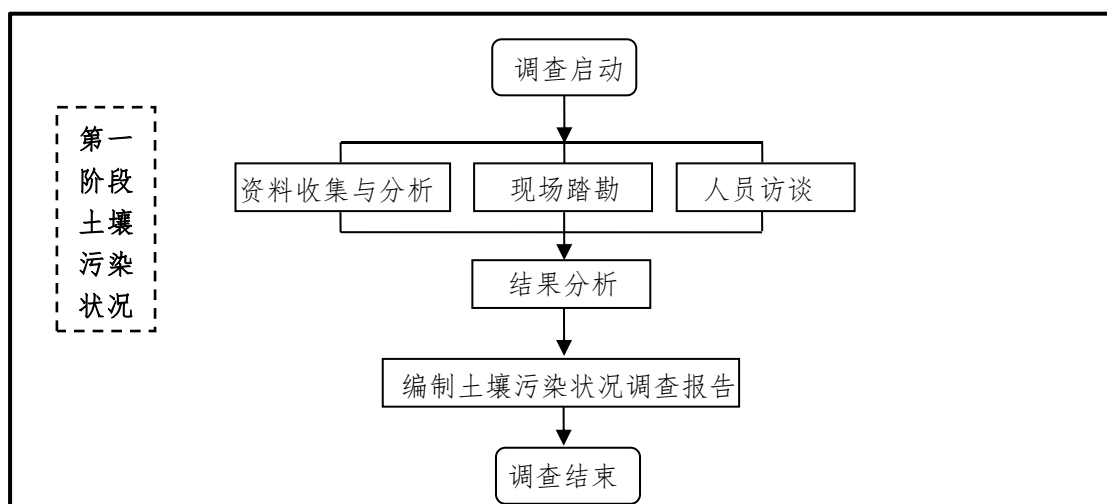 调查启动
第一
阶段
土壤
污染
状况
资料收集与分析
现场踏勘
人员访谈
结果分析
编制土壤污染状况调查报告
调查结束